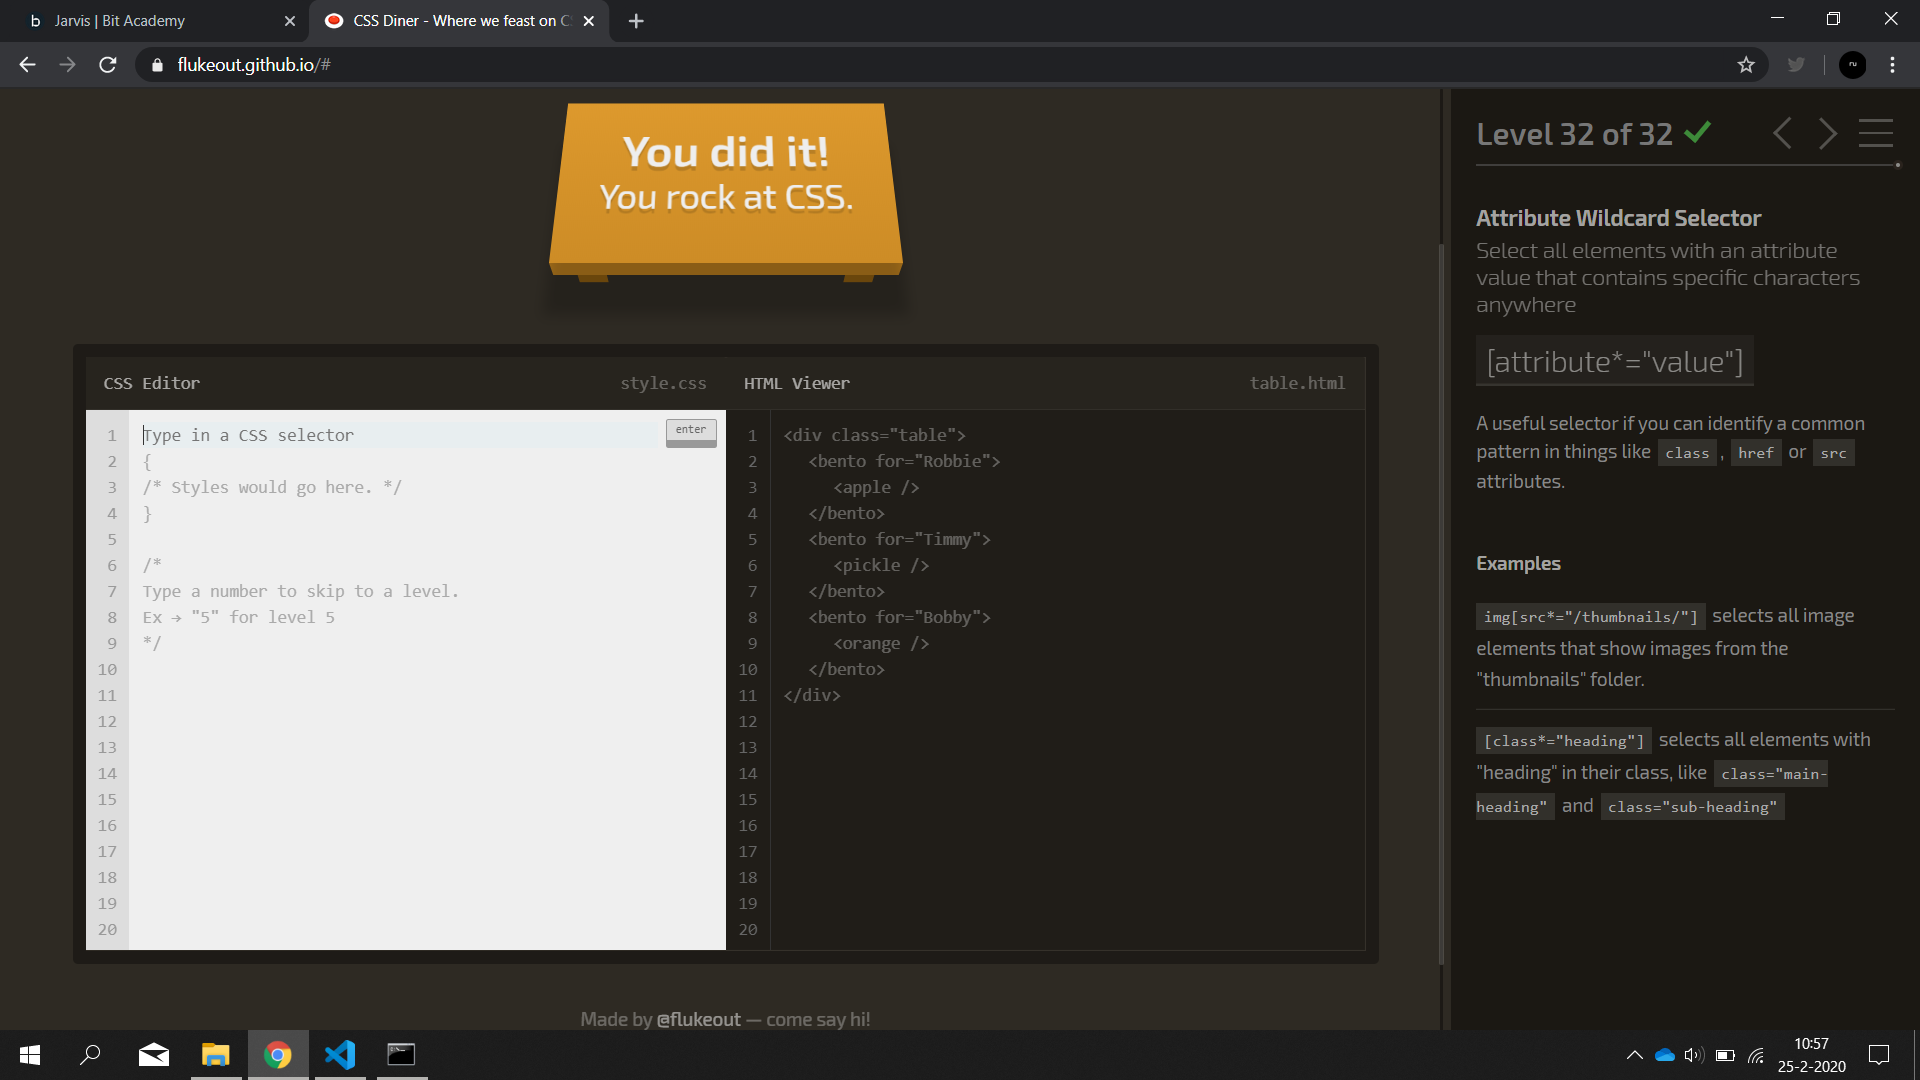 Jarvis | Bit Academy
CSS Diner - Where we feast on C
flukeout.github.io/#
You did it!
You rock at CSS.
CSS Editor
style.css
HTML Viewer
table.html
1 Type in a CSS selector
enter
2 {
3 /* Styles would go here. */
4 }
5
6 /*
7 Type a number to skip to a level.
8 Ex → "5" for level 5
9 */
10
11
12
13
14
15
16
17
18
19
20
1 <div class="table">
2 <bento for="Robbie">
3 <apple />
4 </bento>
5 <bento for="Timmy">
6 <pickle />
7 </bento>
8 <bento for="Bobby">
9 <orange />
10 </bento>
11 </div>
12
13
14
15
16
17
18
19
20
Made by @flukeout — come say hi!
Level 32 of 32
Attribute Wildcard Selector
Select all elements with an attribute
value that contains specific characters
anywhere
[attribute*="value"]
A useful selector if you can identify a common
pattern in things like class , href or src
attributes.
Examples
img[src*="/thumbnails/"] selects all image
elements that show images from the
"thumbnails" folder.
[class*="heading"] selects all elements with
"heading" in their class, like class="main-
heading" and class="sub-heading"
10:57
25-2-2020